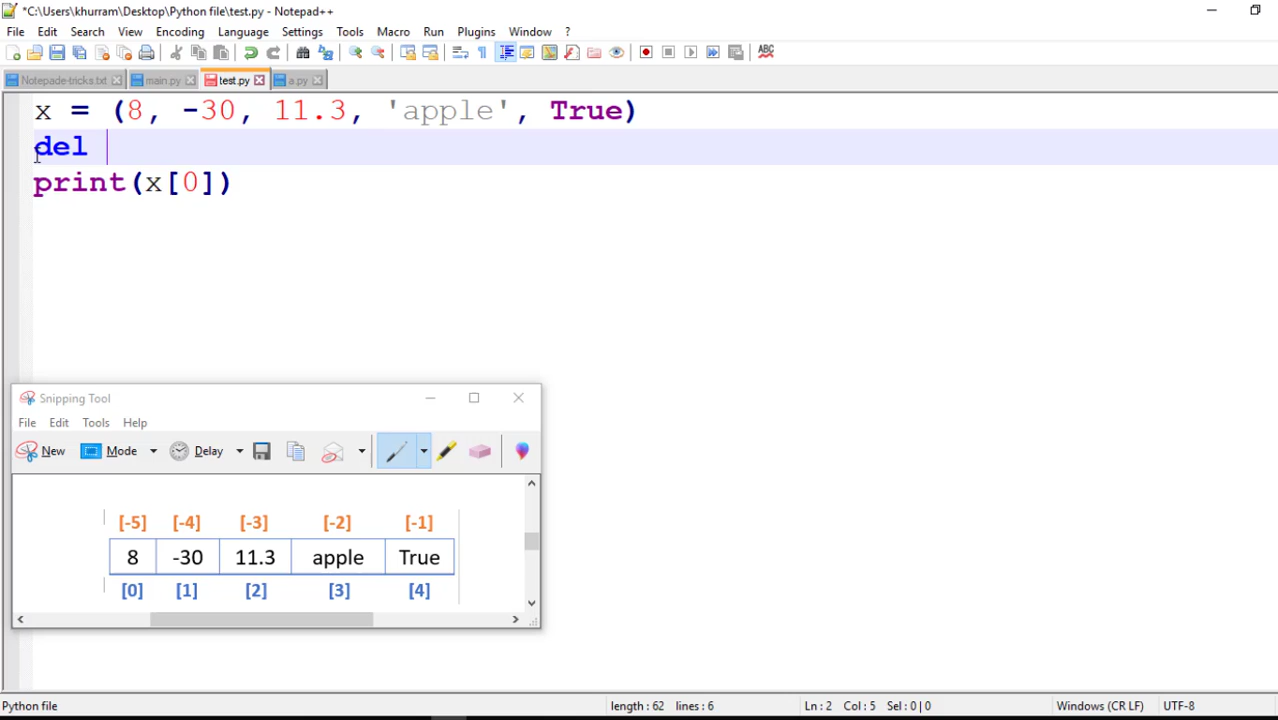 *C:\Users\khurram\Desktop\Python file\test.py - Notepad++
File Edit Search View Encoding Language Settings Tools Macro Run Plugins Window ?
Notepade-tricks.txt main.py test.py a.py
x = (8, -30, 11.3, 'apple', True)
del
print(x[0])
Snipping Tool
File Edit Tools Help
New Mode Delay
[-5] [-4] [-3] [-2] [-1]
8 -30 11.3 apple True
[0] [1] [2] [3] [4]
Python file length : 62 lines : 6 Ln : 2 Col : 5 Sel : 0 | 0 Windows (CR LF) UTF-8